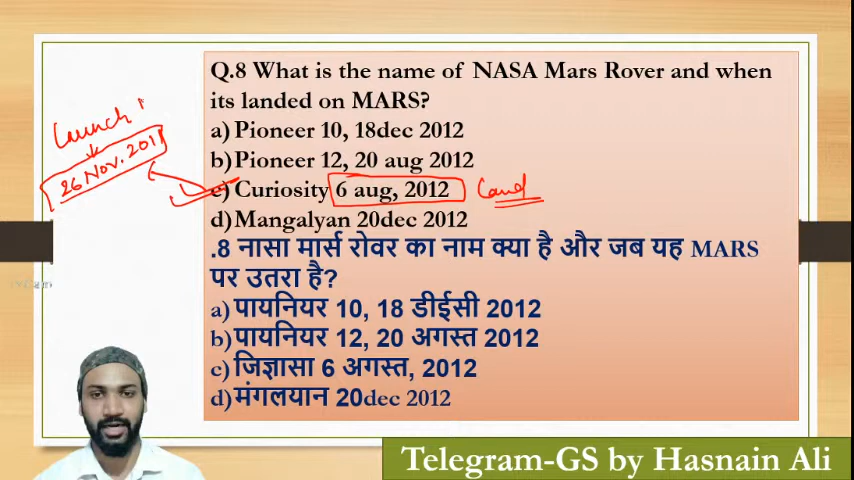 Q.8 What is the name of NASA Mars Rover and when
its landed on MARS?
a) Pioneer 10, 18dec 2012
b) Pioneer 12, 20 aug 2012
c) Curiosity 6 aug, 2012
Land
d) Mangalyan 20dec 2012
Launch
26 Nov. 2011
.8 नासा मार्स रोवर का नाम क्या है और जब यह MARS
पर उतरा है?
a) पायनियर 10, 18 डीईसी 2012
b) पायनियर 12, 20 अगस्त 2012
c) जिज्ञासा 6 अगस्त, 2012
d) मंगलयान 20dec 2012
Telegram-GS by Hasnain Ali